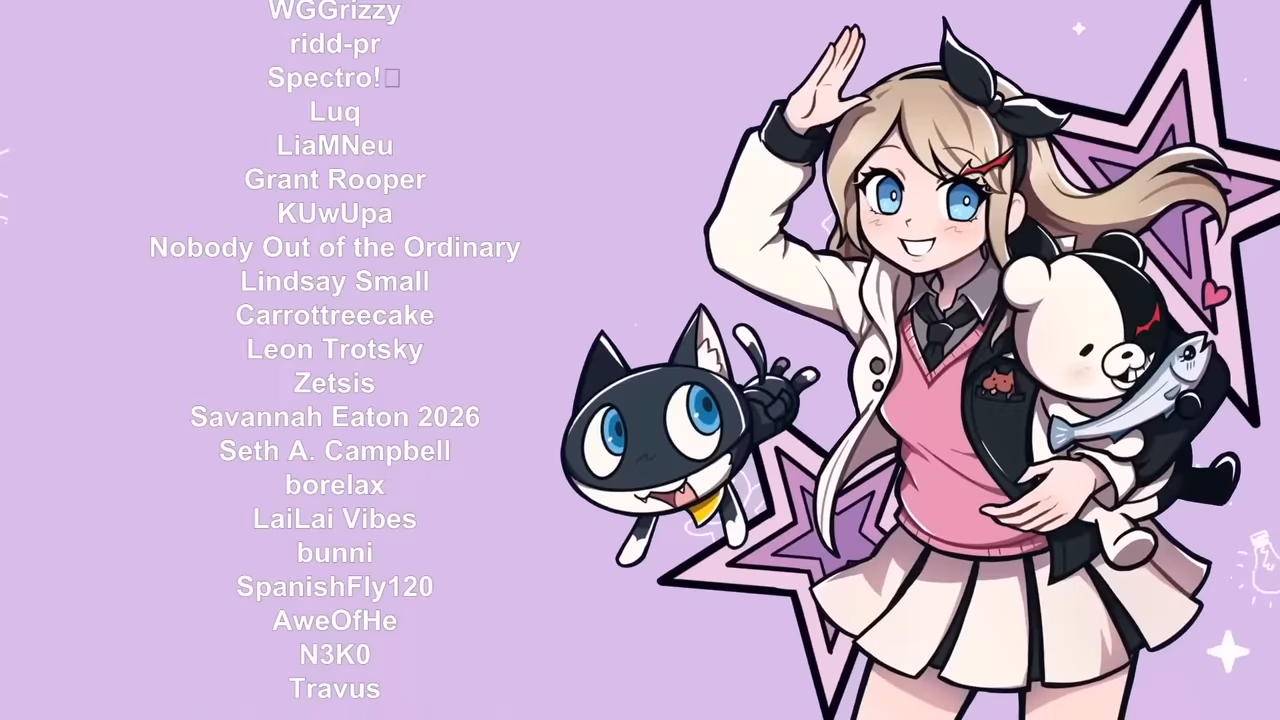 WGGrizzy
ridd-pr
Spectro!□
Luq
LiaMNeu
Grant Rooper
KUwUpa
Nobody Out of the Ordinary
Lindsay Small
Carrottreecake
Leon Trotsky
Zetsis
Savannah Eaton 2026
Seth A. Campbell
borelax
LaiLai Vibes
bunni
SpanishFly120
AweOfHe
N3K0
Travus